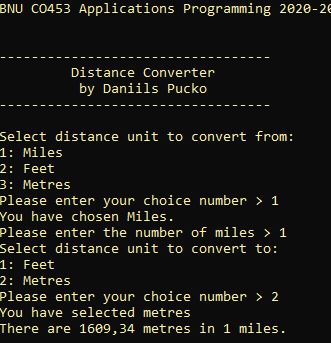 BNU CO453 Applications Programming 2020-20
----------------------------------
Distance Converter
by Daniils Pucko
----------------------------------
Select distance unit to convert from:
1: Miles
2: Feet
3: Metres
Please enter your choice number > 1
You have chosen Miles.
Please enter the number of miles > 1
Select distance unit to convert to:
1: Feet
2: Metres
Please enter your choice number > 2
You have selected metres
There are 1609,34 metres in 1 miles.